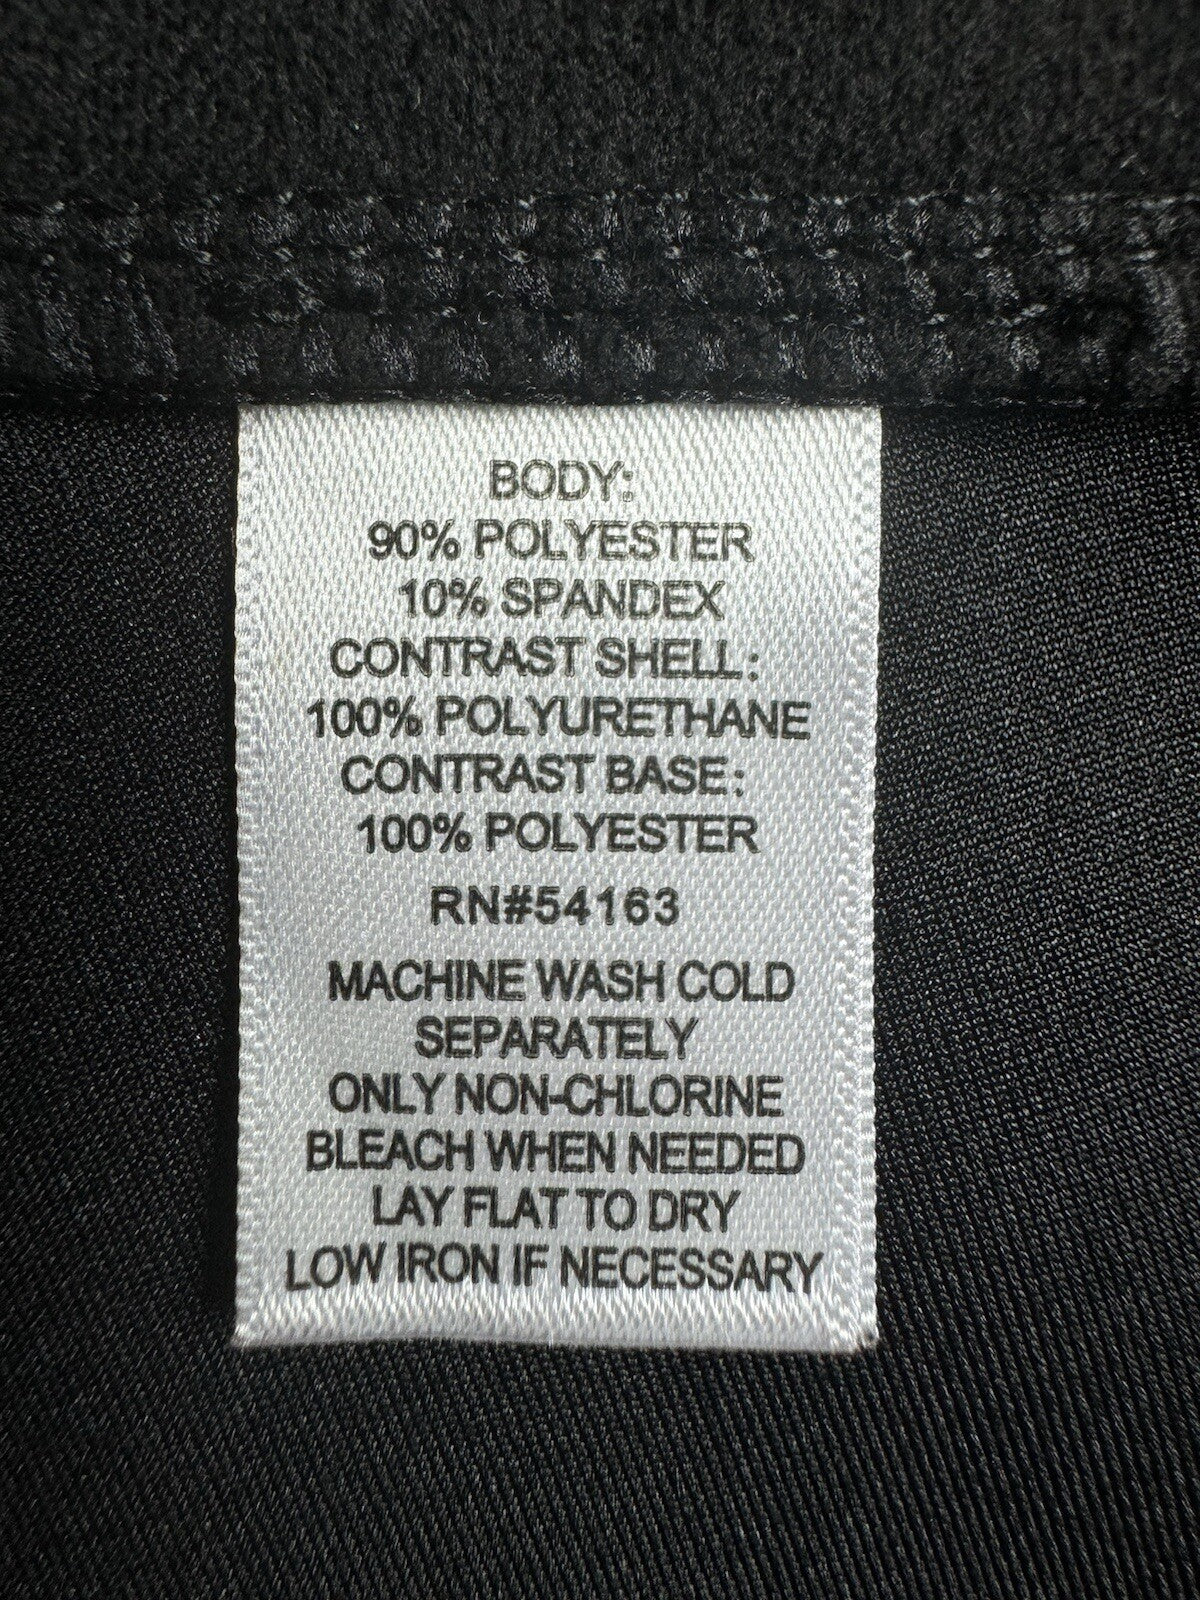 BODY:
90% POLYESTER
10% SPANDEX
CONTRAST SHELL:
100% POLYURETHANE
CONTRAST BASE:
100% POLYESTER
RN#54163
MACHINE WASH COLD
SEPARATELY
ONLY NON-CHLORINE
BLEACH WHEN NEEDED
LAY FLAT TO DRY
LOW IRON IF NECESSARY